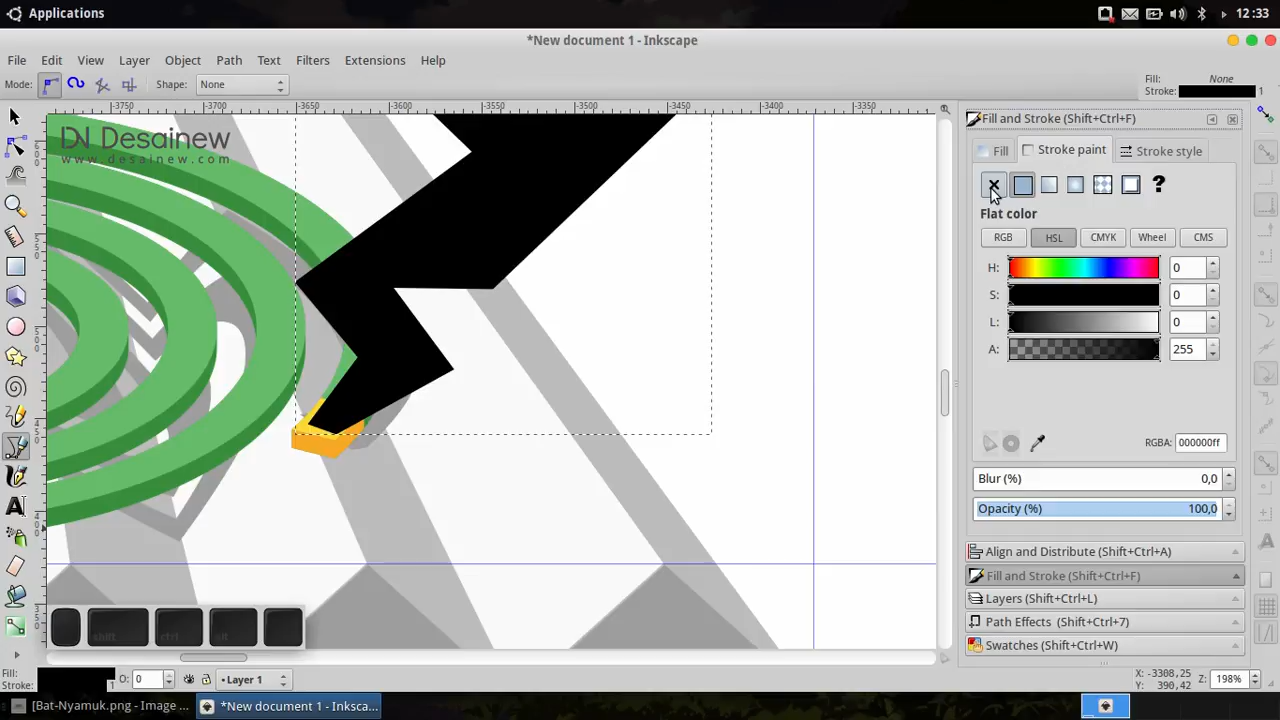 Applications
12:33
*New document 1 - Inkscape
File Edit View Layer Object Path Text Filters Extensions Help
Mode: Shape: None
Fill: None
Stroke: 1
-3750 -3700 -3650 -3600 -3550 -3500 -3450 -3400 -3350
DN Desainew
www.desainew.com
Fill and Stroke (Shift+Ctrl+F)
Fill Stroke paint Stroke style
?
Flat color
RGB HSL CMYK Wheel CMS
H: 0
S: 0
L: 0
A: 255
RGBA: 000000ff
Blur (%) 0,0
Opacity (%) 100,0
Align and Distribute (Shift+Ctrl+A)
Fill and Stroke (Shift+Ctrl+F)
Layers (Shift+Ctrl+L)
Path Effects (Shift+Ctrl+7)
Swatches (Shift+Ctrl+W)
shift ctrl alt
Fill:
Stroke: 1
O: 0
Layer 1
X: -3308,25
Y: 390,42
Z: 198%
[Bat-Nyamuk.png - Image ...
*New document 1 - Inksca...